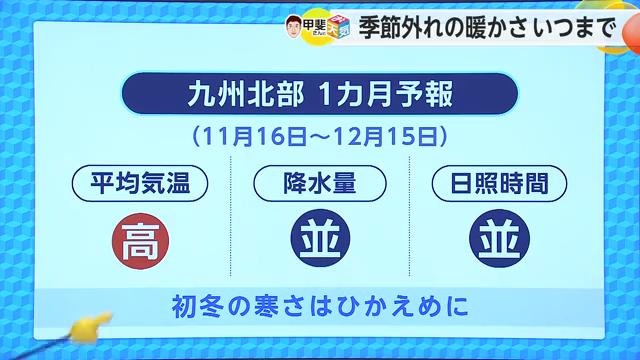 甲斐さんの天気
季節外れの暖かさ いつまで
九州北部 1カ月予報
(11月16日〜12月15日)
平均気温
降水量
日照時間
高
並
並
初冬の寒さはひかえめに